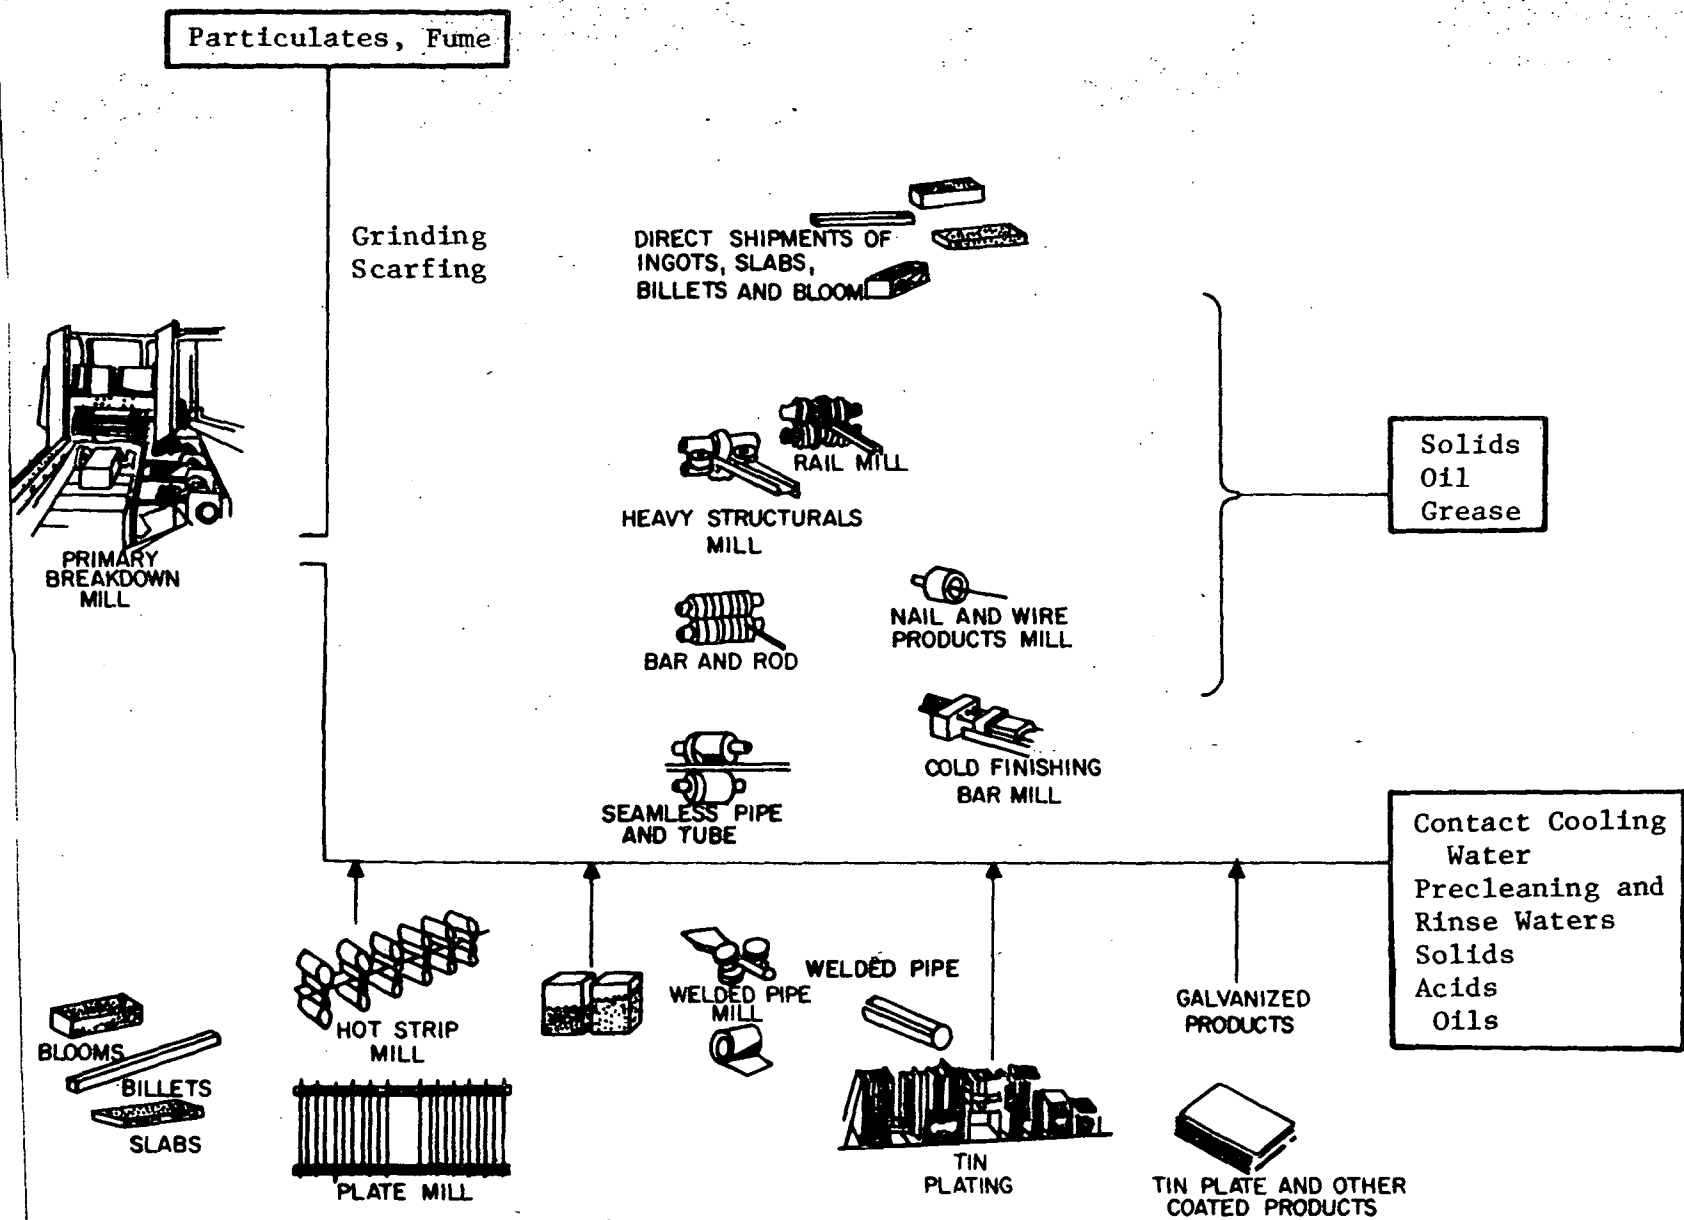 Particulates, Fume
Grinding
Scarfing
DIRECT SHIPMENTS OF
INGOTS, SLABS,
BILLETS AND BLOOM
RAIL MILL
HEAVY STRUCTURALS
MILL
Solids
Oil
Grease
PRIMARY
BREAKDOWN
MILL
NAIL AND WIRE
PRODUCTS MILL
BAR AND ROD
COLD FINISHING
BAR MILL
SEAMLESS PIPE
AND TUBE
Contact Cooling
Water
Precleaning and
Rinse Waters
Solids
Acids
Oils
WELDED PIPE
WELDED PIPE
MILL
GALVANIZED
PRODUCTS
HOT STRIP
MILL
BLOOMS
BILLETS
SLABS
PLATE MILL
TIN
PLATING
TIN PLATE AND OTHER
COATED PRODUCTS